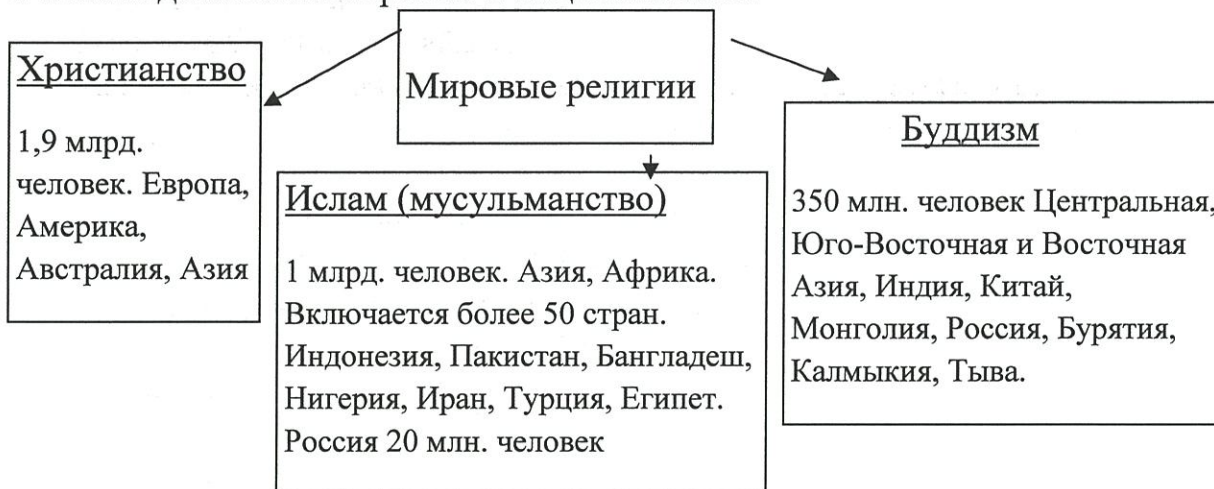 Мировые религии
Христианство
1,9 млрд.
человек. Европа,
Америка,
Австралия, Азия
Ислам (мусульманство)
1 млрд. человек. Азия, Африка.
Включается более 50 стран.
Индонезия, Пакистан, Бангладеш,
Нигерия, Иран, Турция, Египет.
Россия 20 млн. человек
Буддизм
350 млн. человек Центральная,
Юго-Восточная и Восточная
Азия, Индия, Китай,
Монголия, Россия, Бурятия,
Калмыкия, Тыва.